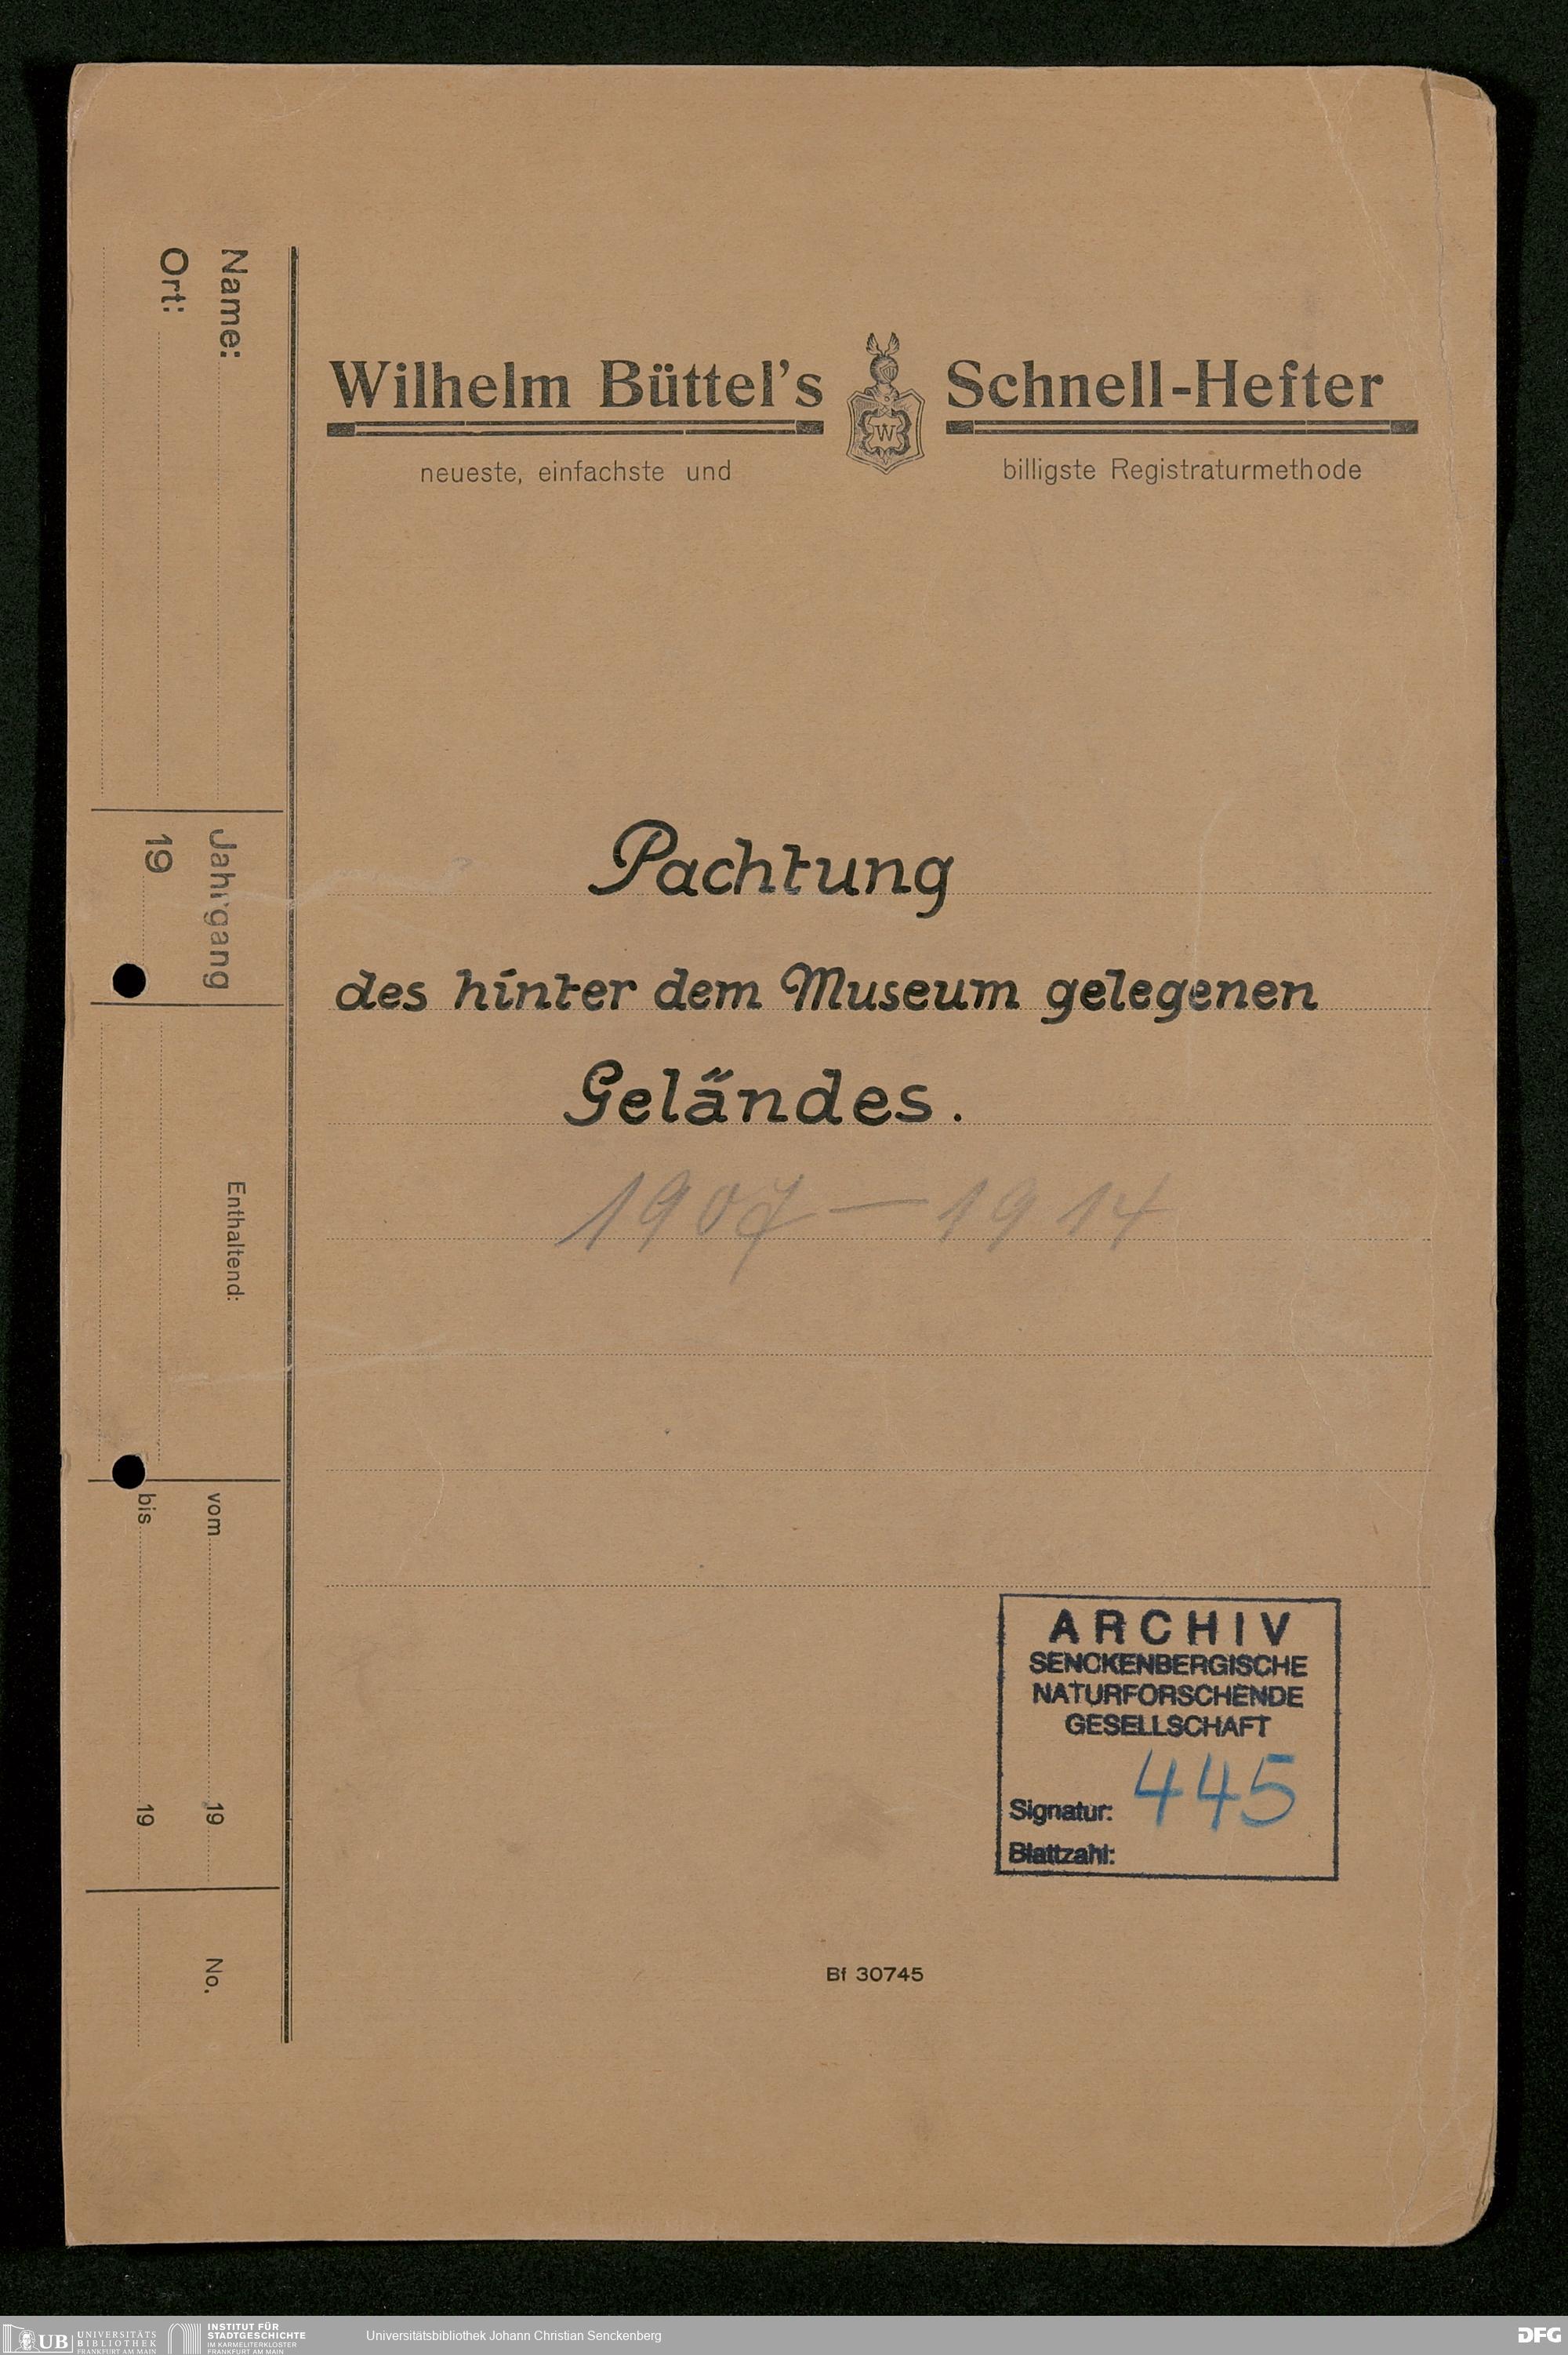 Wilhelm Büttel's Schnell-Hefter
W
neueste, einfachste und billigste Registraturmethode
Name:
Ort:
Jahrgang
19
Enthaltend:
vom 19
bis 19
No.
Pachtung
des hinter dem Museum gelegenen
Geländes.
1907 – 1914
ARCHIV
SENCKENBERGISCHE
NATURFORSCHENDE
GESELLSCHAFT
Signatur: 445
Blattzahl:
Bf 30745
UB UNIVERSITÄTS
BIBLIOTHEK
FRANKFURT AM MAIN
INSTITUT FÜR
STADTGESCHICHTE
IM KARMELITERKLOSTER
FRANKFURT AM MAIN
Universitätsbibliothek Johann Christian Senckenberg
DFG